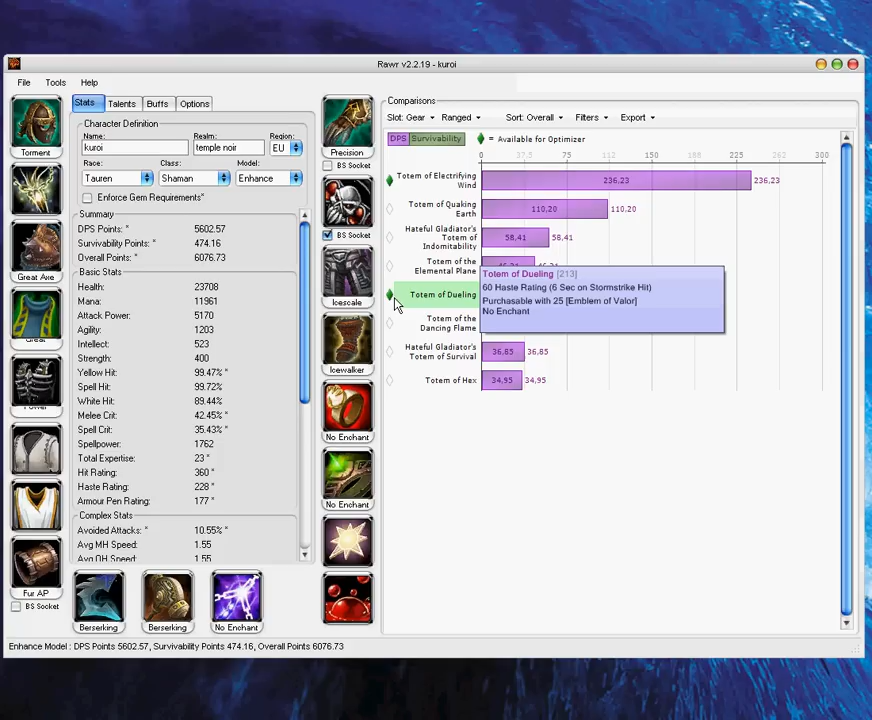 Rawr v2.2.19 - kuroi
File Tools Help
Stats Talents Buffs Options
Character Definition
Name: Realm: Region:
kuroi temple noir EU
Race: Class: Model:
Tauren Shaman Enhance
Enforce Gem Requirements*
Summary
DPS Points: * 5602.57
Survivability Points: * 474.16
Overall Points: * 6076.73
Basic Stats
Health: 23708
Mana: 11961
Attack Power: 5170
Agility: 1203
Intellect: 523
Strength: 400
Yellow Hit: 99.47% *
Spell Hit: 99.72%
White Hit: 89.44%
Melee Crit: 42.45% *
Spell Crit: 35.43% *
Spellpower: 1762
Total Expertise: 23 *
Hit Rating: 360 *
Haste Rating: 228 *
Armour Pen Rating: 177 *
Complex Stats
Avoided Attacks: * 10.55% *
Avg MH Speed: 1.55
Avg OH Speed: 1.55
Torment
Great Axe
Great
Power
Fur AP
BS Socket
Berserking
Berserking
No Enchant
Precision
BS Socket
BS Socket
Icescale
Icewalker
No Enchant
No Enchant
Comparisons
Slot: Gear Ranged Sort: Overall Filters Export
DPS Survivability = Available for Optimizer
0 37,5 75 112 150 188 225 262 300
Totem of Electrifying
Wind
236,23 236,23
Totem of Quaking
Earth
110,20 110,20
Hateful Gladiator's
Totem of
Indomitability
58,41 58,41
Totem of the
Elemental Plane
Totem of Dueling
Totem of Dueling [213]
60 Haste Rating (6 Sec on Stormstrike Hit)
Purchasable with 25 [Emblem of Valor]
No Enchant
Totem of the
Dancing Flame
Hateful Gladiator's
Totem of Survival
36,85 36,85
Totem of Hex 34,95 34,95
Enhance Model : DPS Points 5602.57, Survivability Points 474.16, Overall Points 6076.73